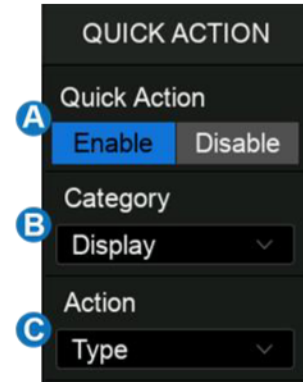 QUICK ACTION
Quick Action
A
Enable Disable
Category
B
Display
Action
C
Type